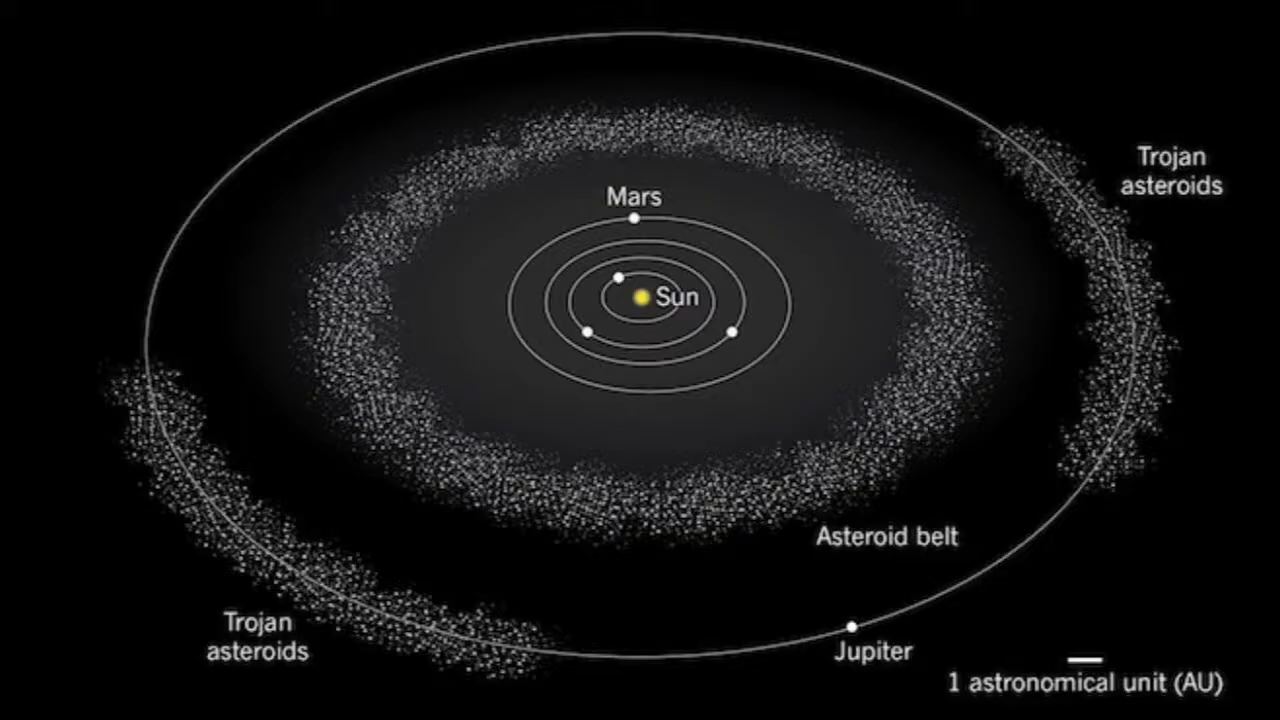 Trojan
asteroids
Mars
Sun
Asteroid belt
Trojan
asteroids
Jupiter
1 astronomical unit (AU)